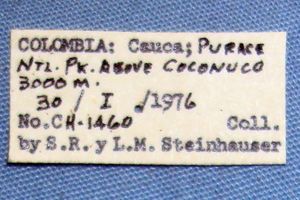 COLOMBIA: Cauca; PURACE
NTL. PK. ABOVE COCONUCO
3000 M.
30 / I /1976
No. CH-1460 Coll.
by S.R. y L.M. Steinhauser